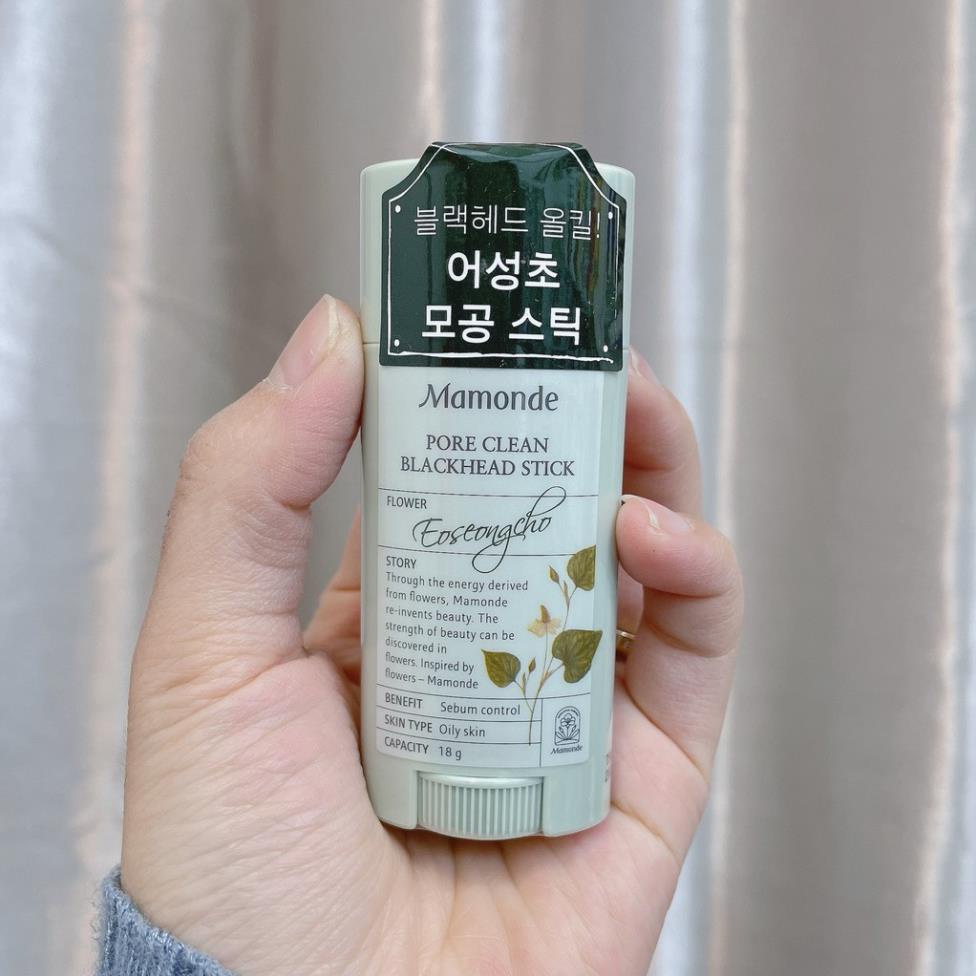 블랙헤드 올킬!
어성초
모공 스틱
Mamonde
PORE CLEAN
BLACKHEAD STICK
FLOWER
Eoseongcho
STORY
Through the energy derived
from flowers, Mamonde
re-invents beauty. The
strength of beauty can be
discovered in
flowers. Inspired by
flowers – Mamonde
BENEFIT Sebum control
SKIN TYPE Oily skin
CAPACITY 18 g
Mamonde